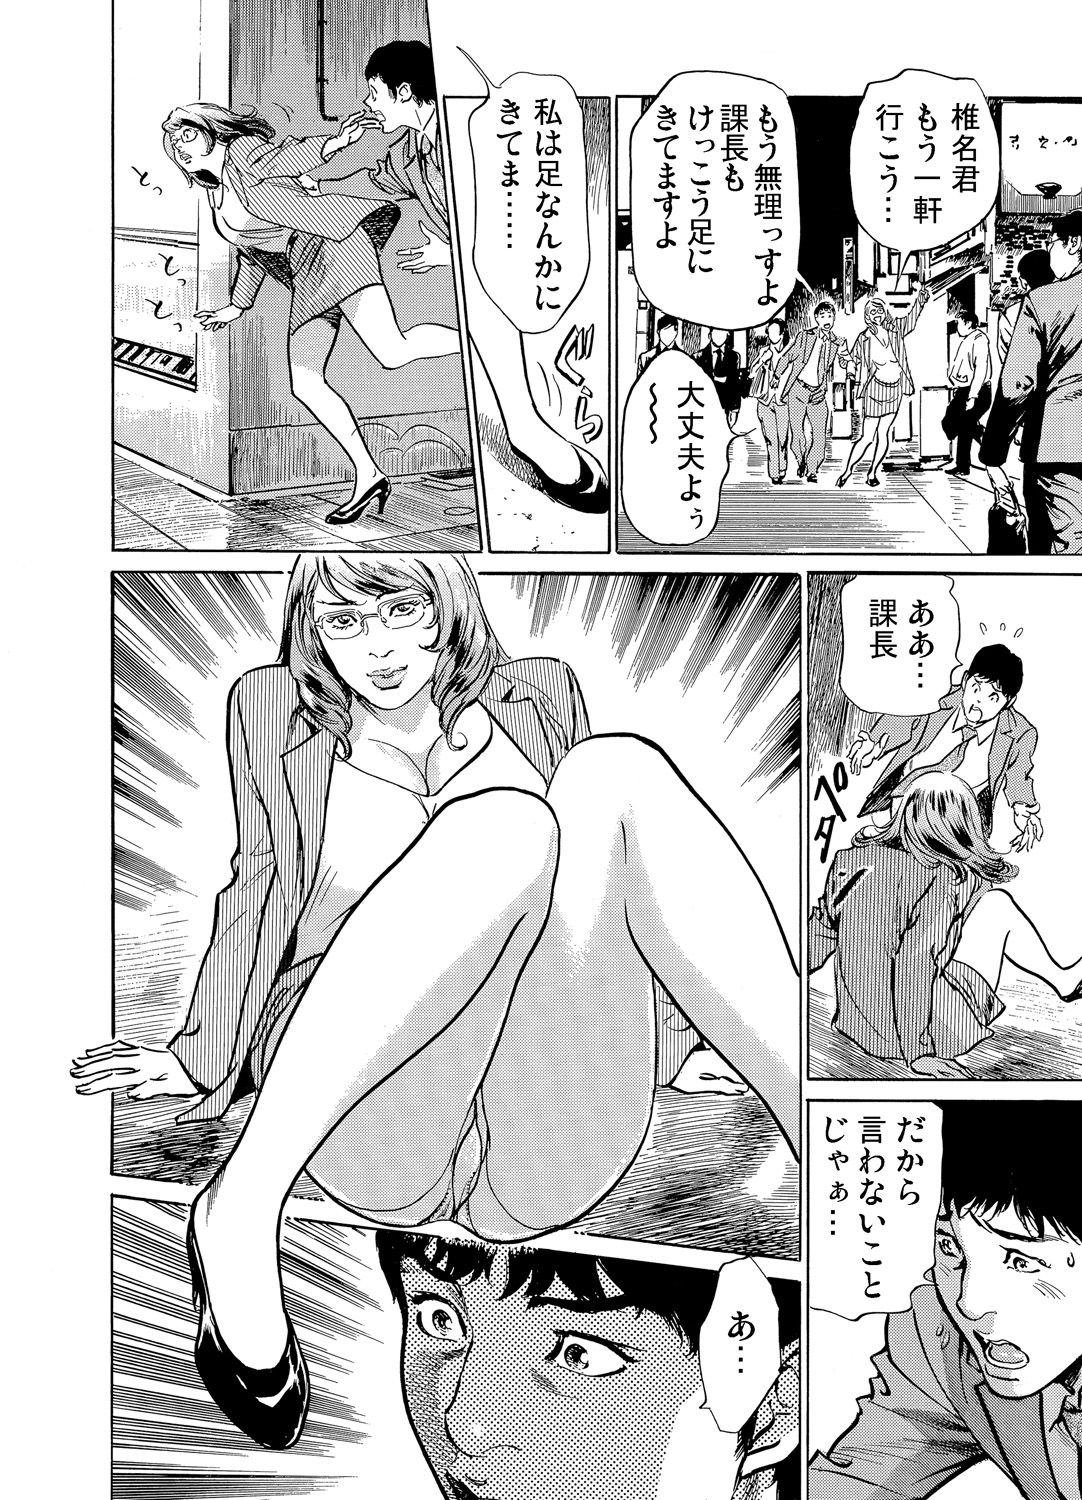 椎名君
もう一軒
行こう…
もう無理っすよ
課長も
けっこう足に
きてますよ
大丈夫よぅ
〜
私は足なんかに
きてま……
ぐら
とっ
とっ
とっ
ああ…
課長
ペタ
だから
言わないこと
じゃぁ…
あ…